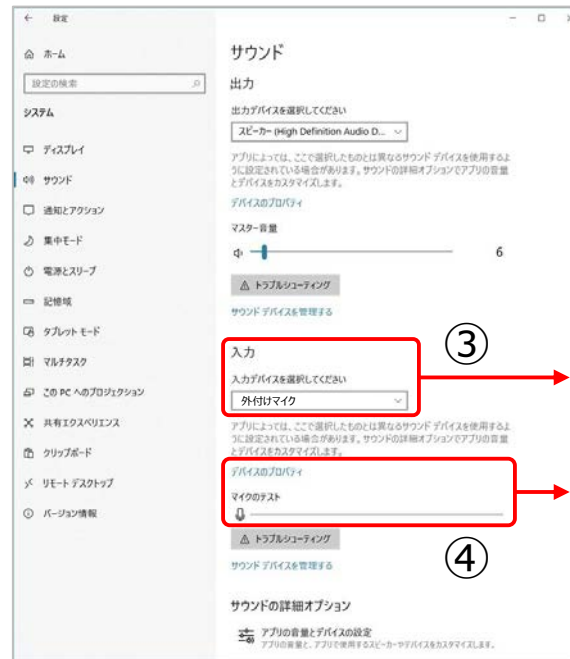 設定
ホーム
設定の検索
システム
ディスプレイ
サウンド
通知とアクション
集中モード
電源とスリープ
記憶域
タブレット モード
マルチタスク
この PC へのプロジェクション
共有エクスペリエンス
クリップボード
リモート デスクトップ
バージョン情報
サウンド
出力
出力デバイスを選択してください
スピーカー (High Definition Audio D...
アプリによっては、ここで選択したものとは異なるサウンド デバイスを使用するよ
うに設定されている場合があります。サウンドの詳細オプションでアプリの音量
とデバイスをカスタマイズします。
デバイスのプロパティ
マスター音量
6
トラブルシューティング
サウンド デバイスを管理する
③
入力
入力デバイスを選択してください
外付けマイク
アプリによっては、ここで選択したものとは異なるサウンド デバイスを使用するよ
うに設定されている場合があります。サウンドの詳細オプションでアプリの音量
とデバイスをカスタマイズします。
デバイスのプロパティ
マイクのテスト
トラブルシューティング
④
サウンド デバイスを管理する
サウンドの詳細オプション
アプリの音量とデバイスの設定
アプリの音量と、アプリで使用するスピーカーやデバイスをカスタマイズします。